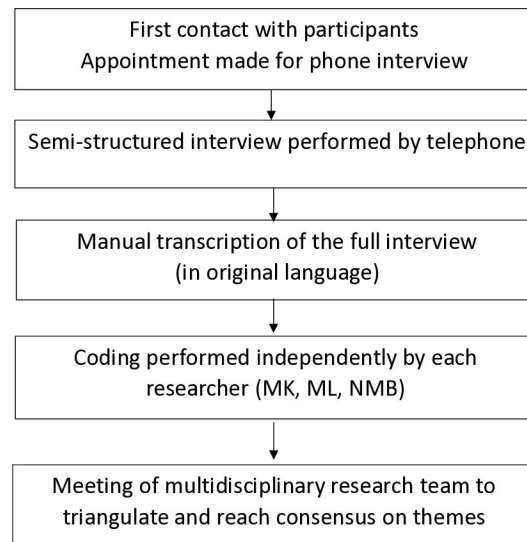 First contact with participants
Appointment made for phone interview
Semi-structured interview performed by telephone
Manual transcription of the full interview
(in original language)
Coding performed independently by each
researcher (MK, ML, NMB)
Meeting of multidisciplinary research team to
triangulate and reach consensus on themes